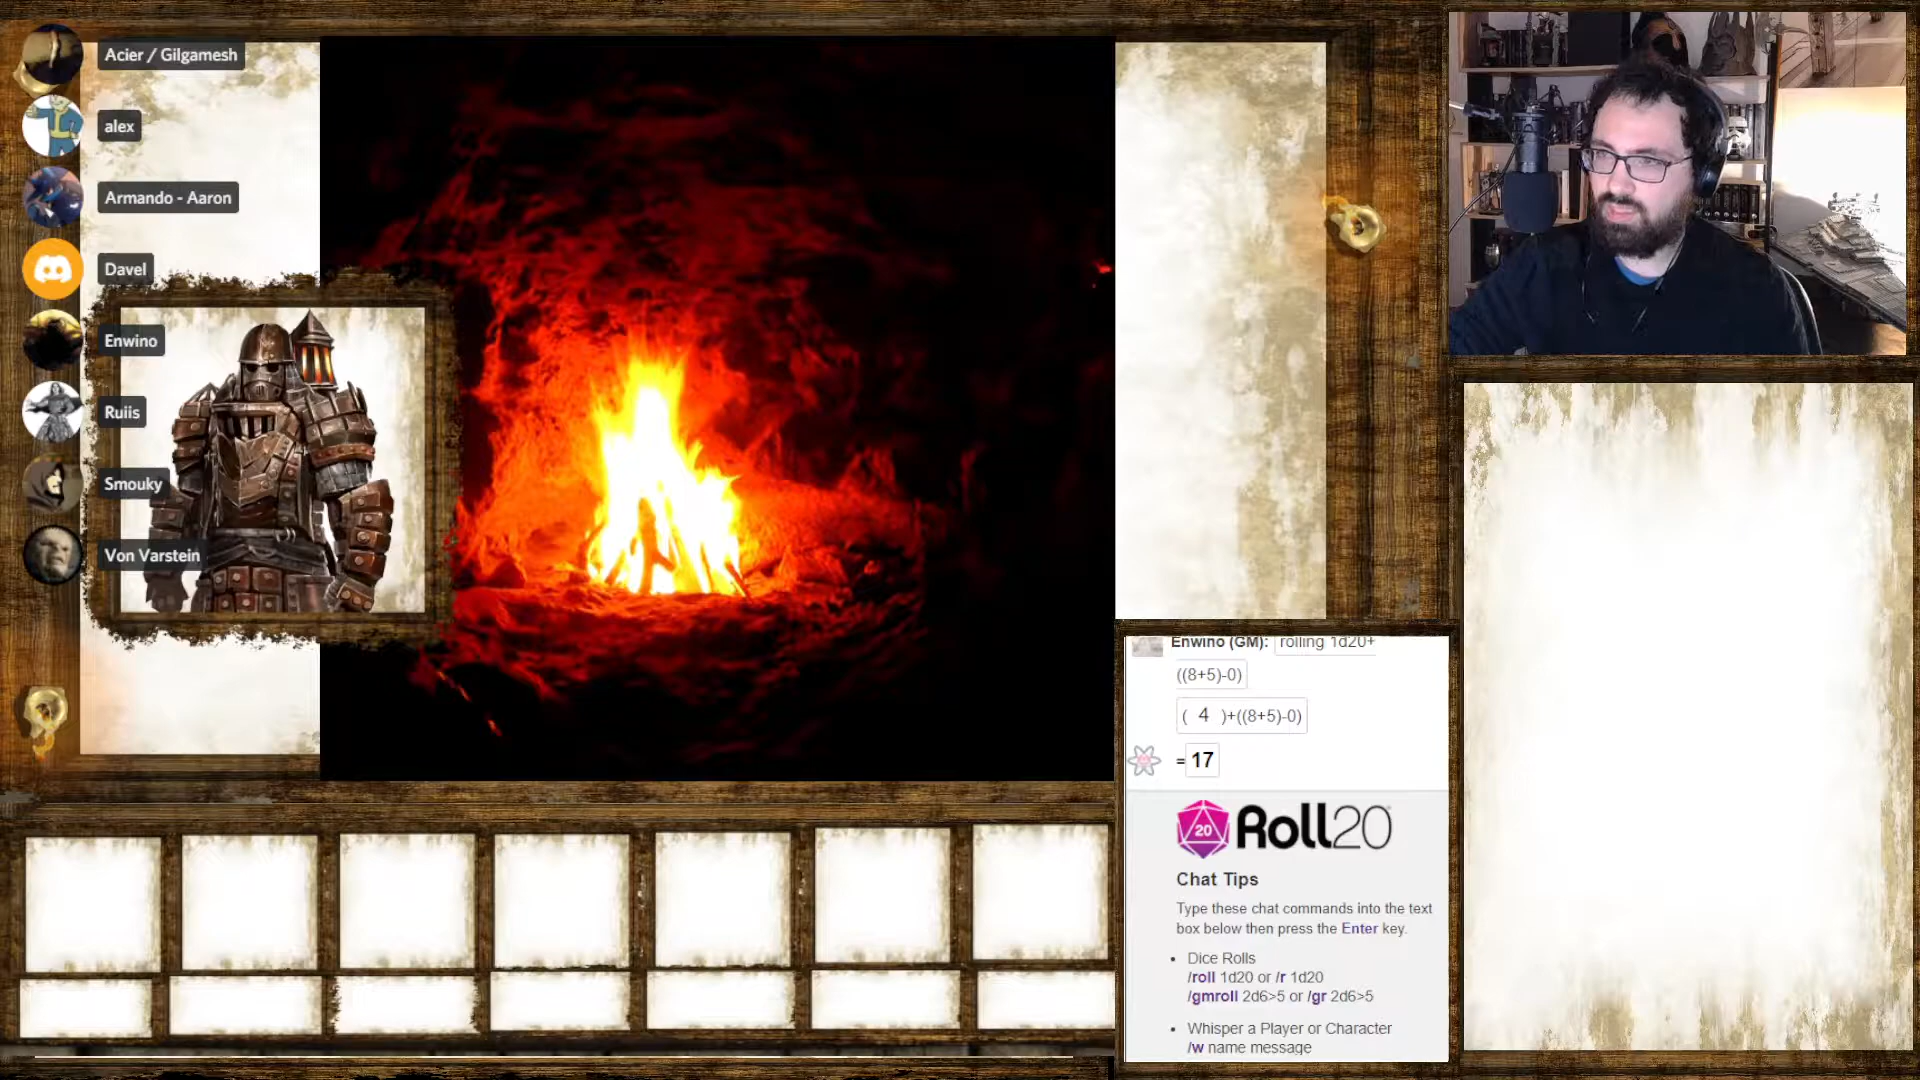 Acier / Gilgamesh
alex
Armando - Aaron
Davel
Enwino
Ruiis
Smouky
Von Varstein
Enwino (GM): rolling 1d20+
((8+5)-0)
( 4 )+((8+5)-0)
=17
20 Roll20
Chat Tips
Type these chat commands into the text
box below then press the Enter key.
• Dice Rolls
/roll 1d20 or /r 1d20
/gmroll 2d6>5 or /gr 2d6>5
• Whisper a Player or Character
/w name message